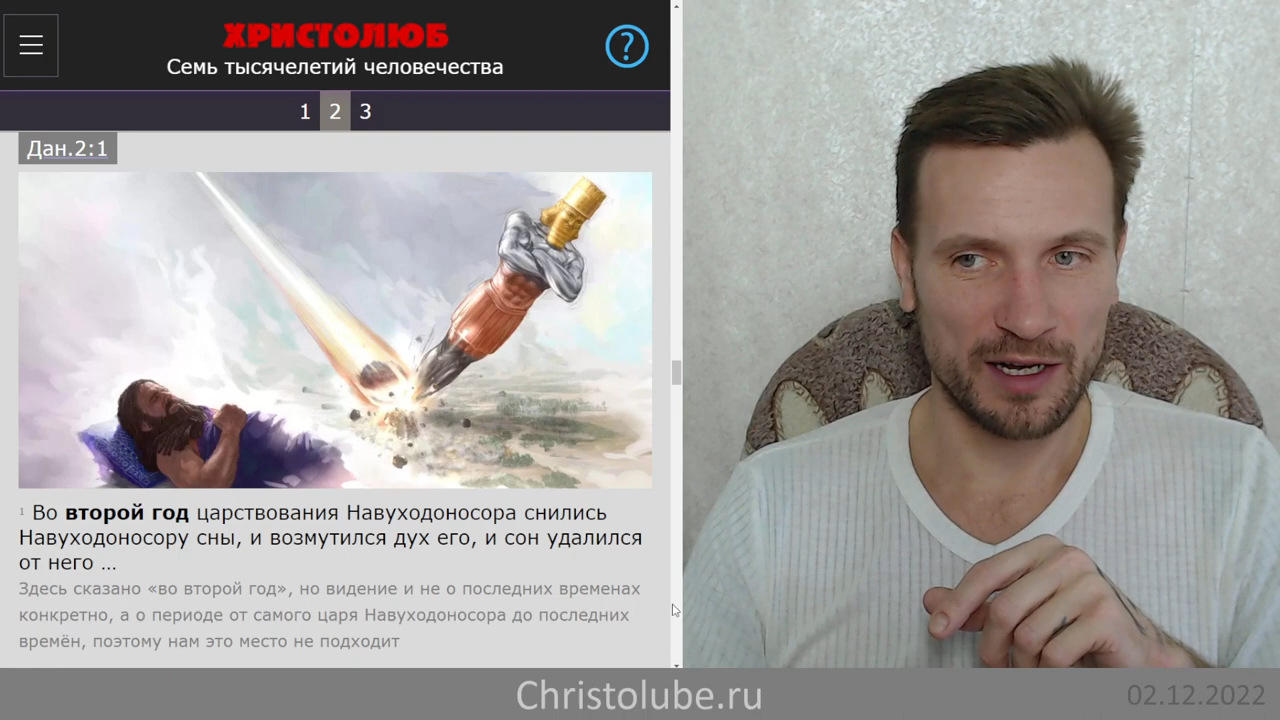 ХРИСТОЛЮБ
Семь тысячелетий человечества
?
1 2 3
Дан.2:1
1 Во второй год царствования Навуходоносора снились
Навуходоносору сны, и возмутился дух его, и сон удалился
от него ...
Здесь сказано «во второй год», но видение и не о последних временах
конкретно, а о периоде от самого царя Навуходоносора до последних
времён, поэтому нам это место не подходит
Christolube.ru
02.12.2022